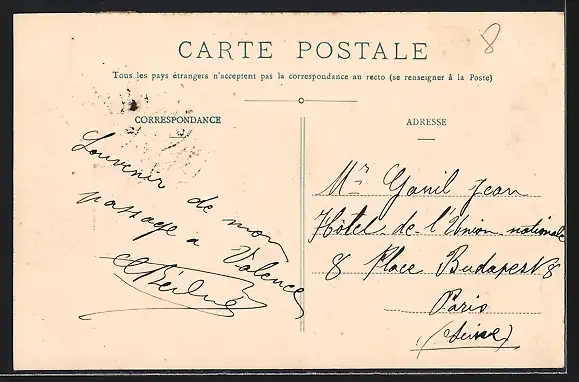 8
CARTE POSTALE
Tous les pays étrangers n'acceptent pas la correspondance au recto (se renseigner à la Poste)
CORRESPONDANCE
Souvenir de mon
passage a Valence
ADRESSE
Mr Ganil Jean
Hôtel de l'Union nationale
8 Place Budapest 8
Paris
(Seine)